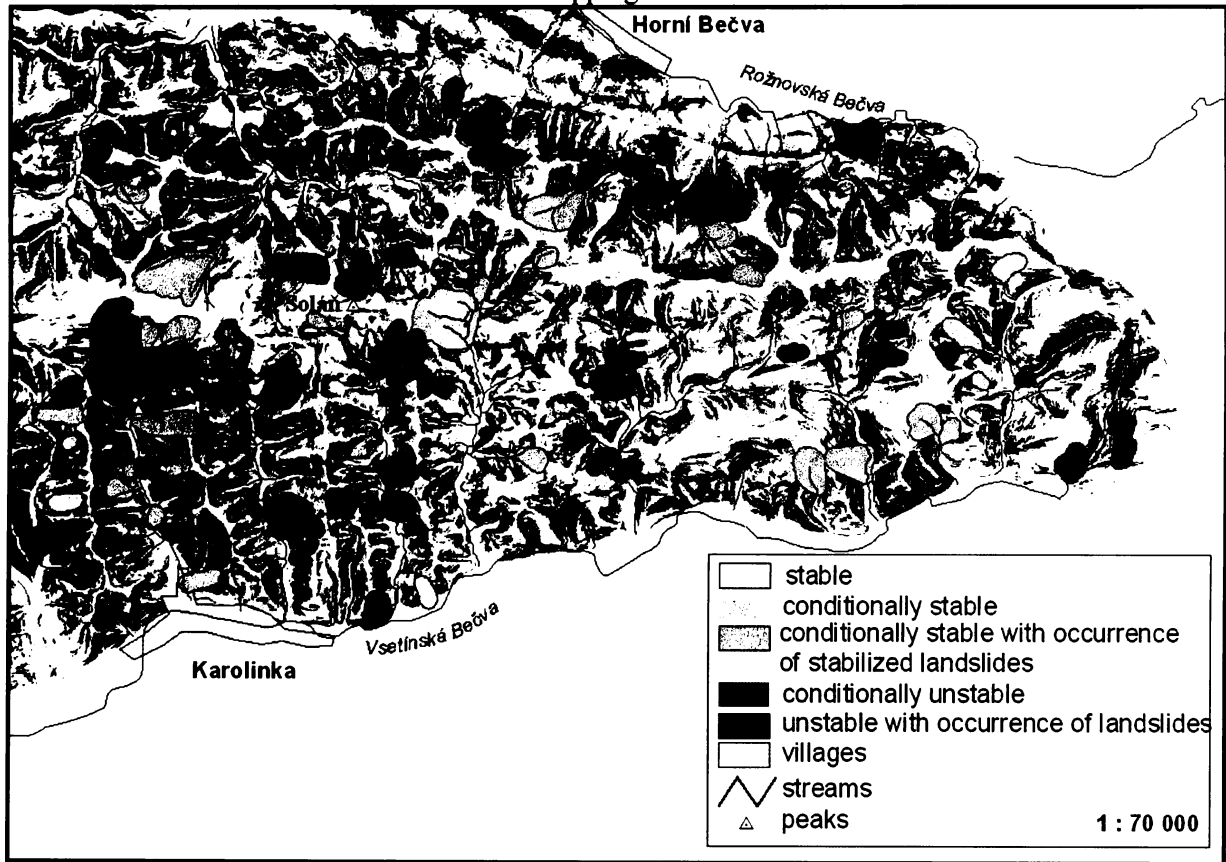 Horní Bečva
Rožnovská Bečva
Soláň
Vsetínská Bečva
Karolinka
stable
conditionally stable
conditionally stable with occurrence
of stabilized landslides
conditionally unstable
unstable with occurrence of landslides
villages
streams
peaks
1 : 70 000